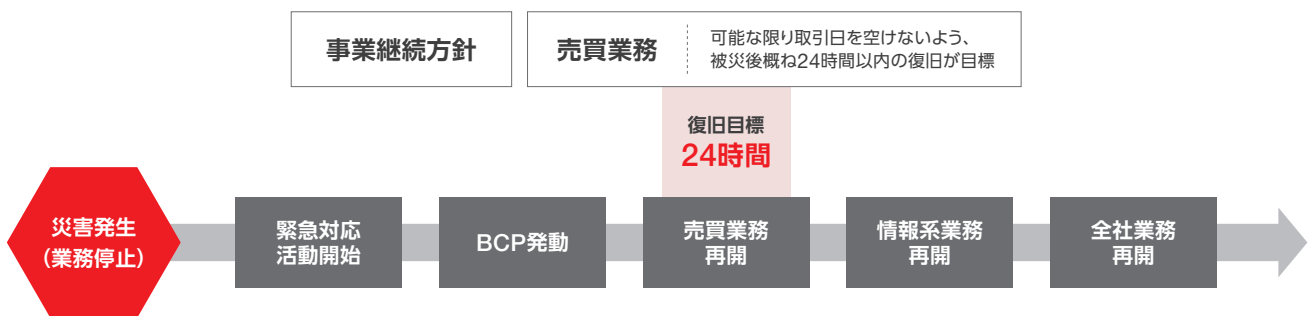 事業継続方針
売買業務
可能な限り取引日を空けないよう、
被災後概ね24時間以内の復旧が目標
復旧目標
24時間
災害発生
（業務停止）
緊急対応
活動開始
BCP発動
売買業務
再開
情報系業務
再開
全社業務
再開